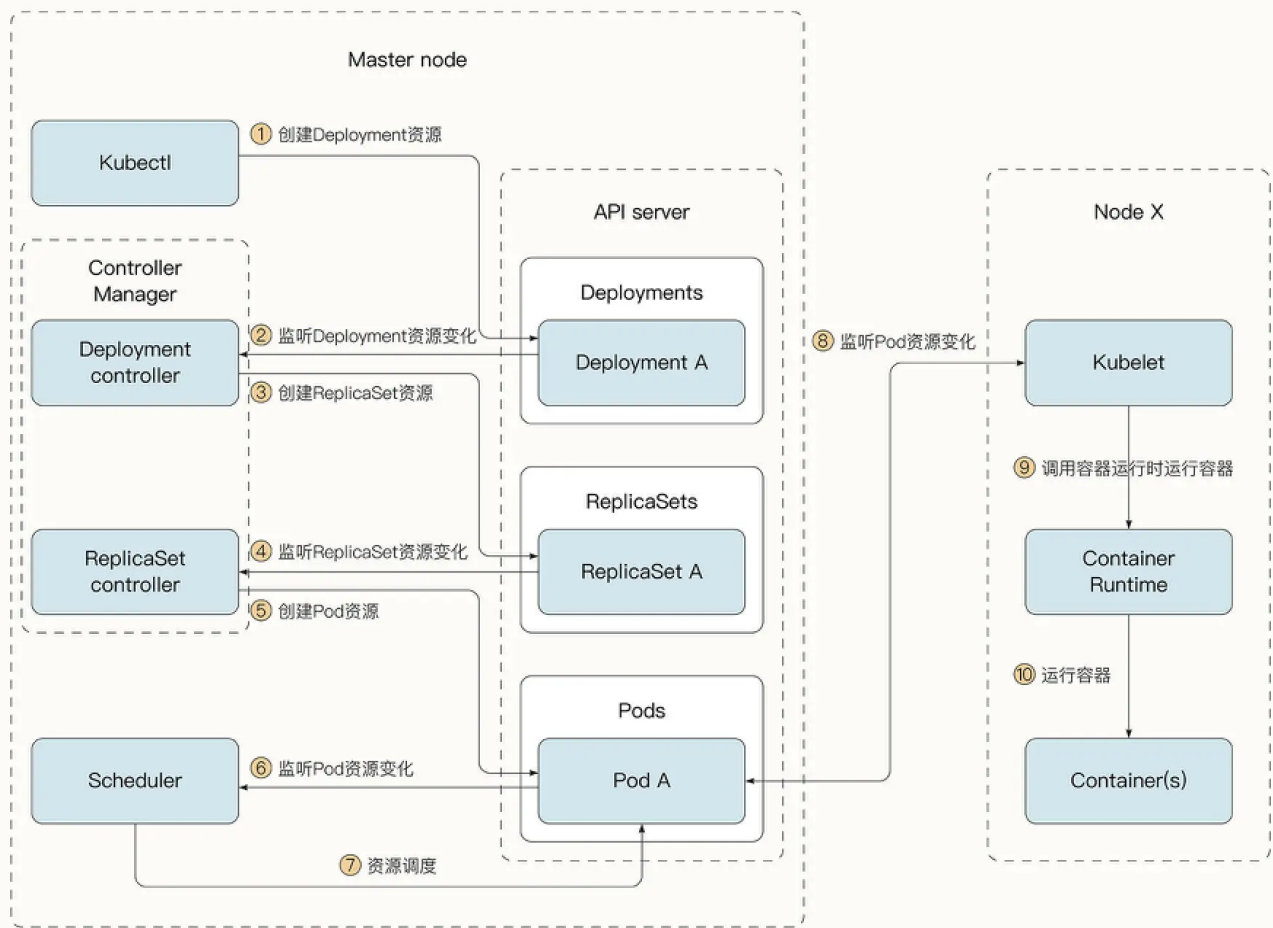 Master node
① 创建Deployment资源
Kubectl
API server
Node X
Controller
Manager
Deployments
② 监听Deployment资源变化
⑧ 监听Pod资源变化
Deployment
controller
Deployment A
Kubelet
③ 创建ReplicaSet资源
⑨ 调用容器运行时运行容器
ReplicaSets
④ 监听ReplicaSet资源变化
ReplicaSet
controller
ReplicaSet A
Container
Runtime
⑤ 创建Pod资源
⑩ 运行容器
Pods
⑥ 监听Pod资源变化
Scheduler
Pod A
Container(s)
⑦ 资源调度